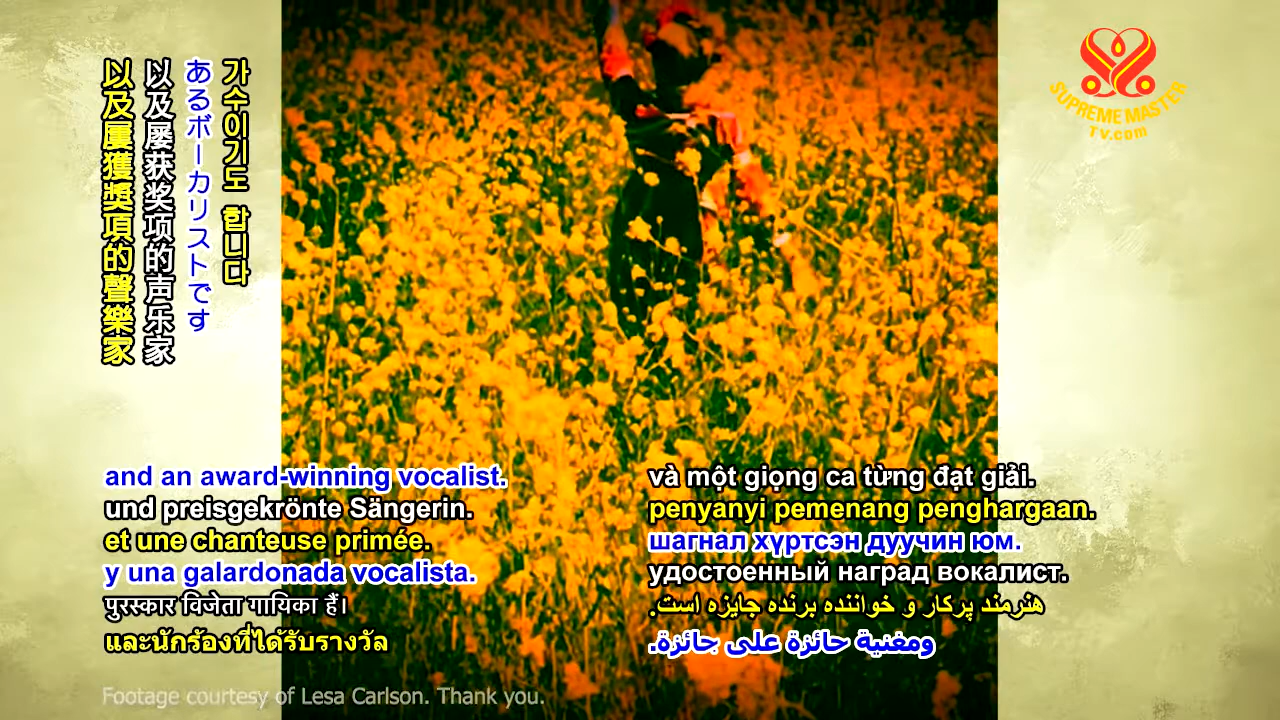 가수이기도 합니다
あるボーカリストです
以及屡获奖项的声乐家
以及屢獲獎項的聲樂家
SUPREME MASTER
TV.com
and an award-winning vocalist.
und preisgekrönte Sängerin.
et une chanteuse primée.
y una galardonada vocalista.
पुरस्कार विजेता गायिका हैं।
และนักร้องที่ได้รับรางวัล
và một giọng ca từng đạt giải.
penyanyi pemenang penghargaan.
шагнал хүртсэн дуучин юм.
удостоенный наград вокалист.
هنرمند پرکار و خواننده برنده جایزه است.
ومغنية حائزة على جائزة.
Footage courtesy of Lesa Carlson. Thank you.